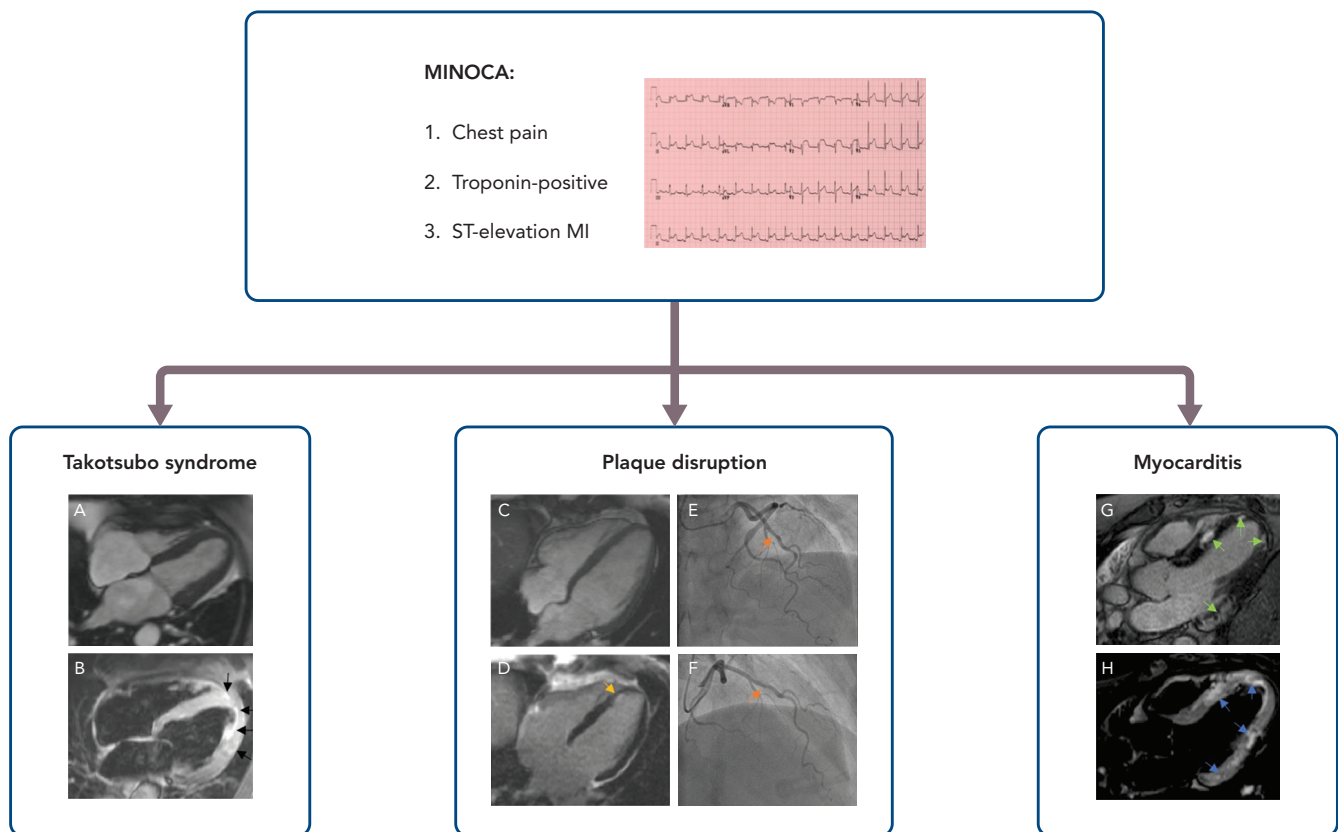 MINOCA:
1. Chest pain
2. Troponin-positive
3. ST-elevation MI
Takotsubo syndrome
Plaque disruption
Myocarditis
A
B
C
E
D
F
G
H